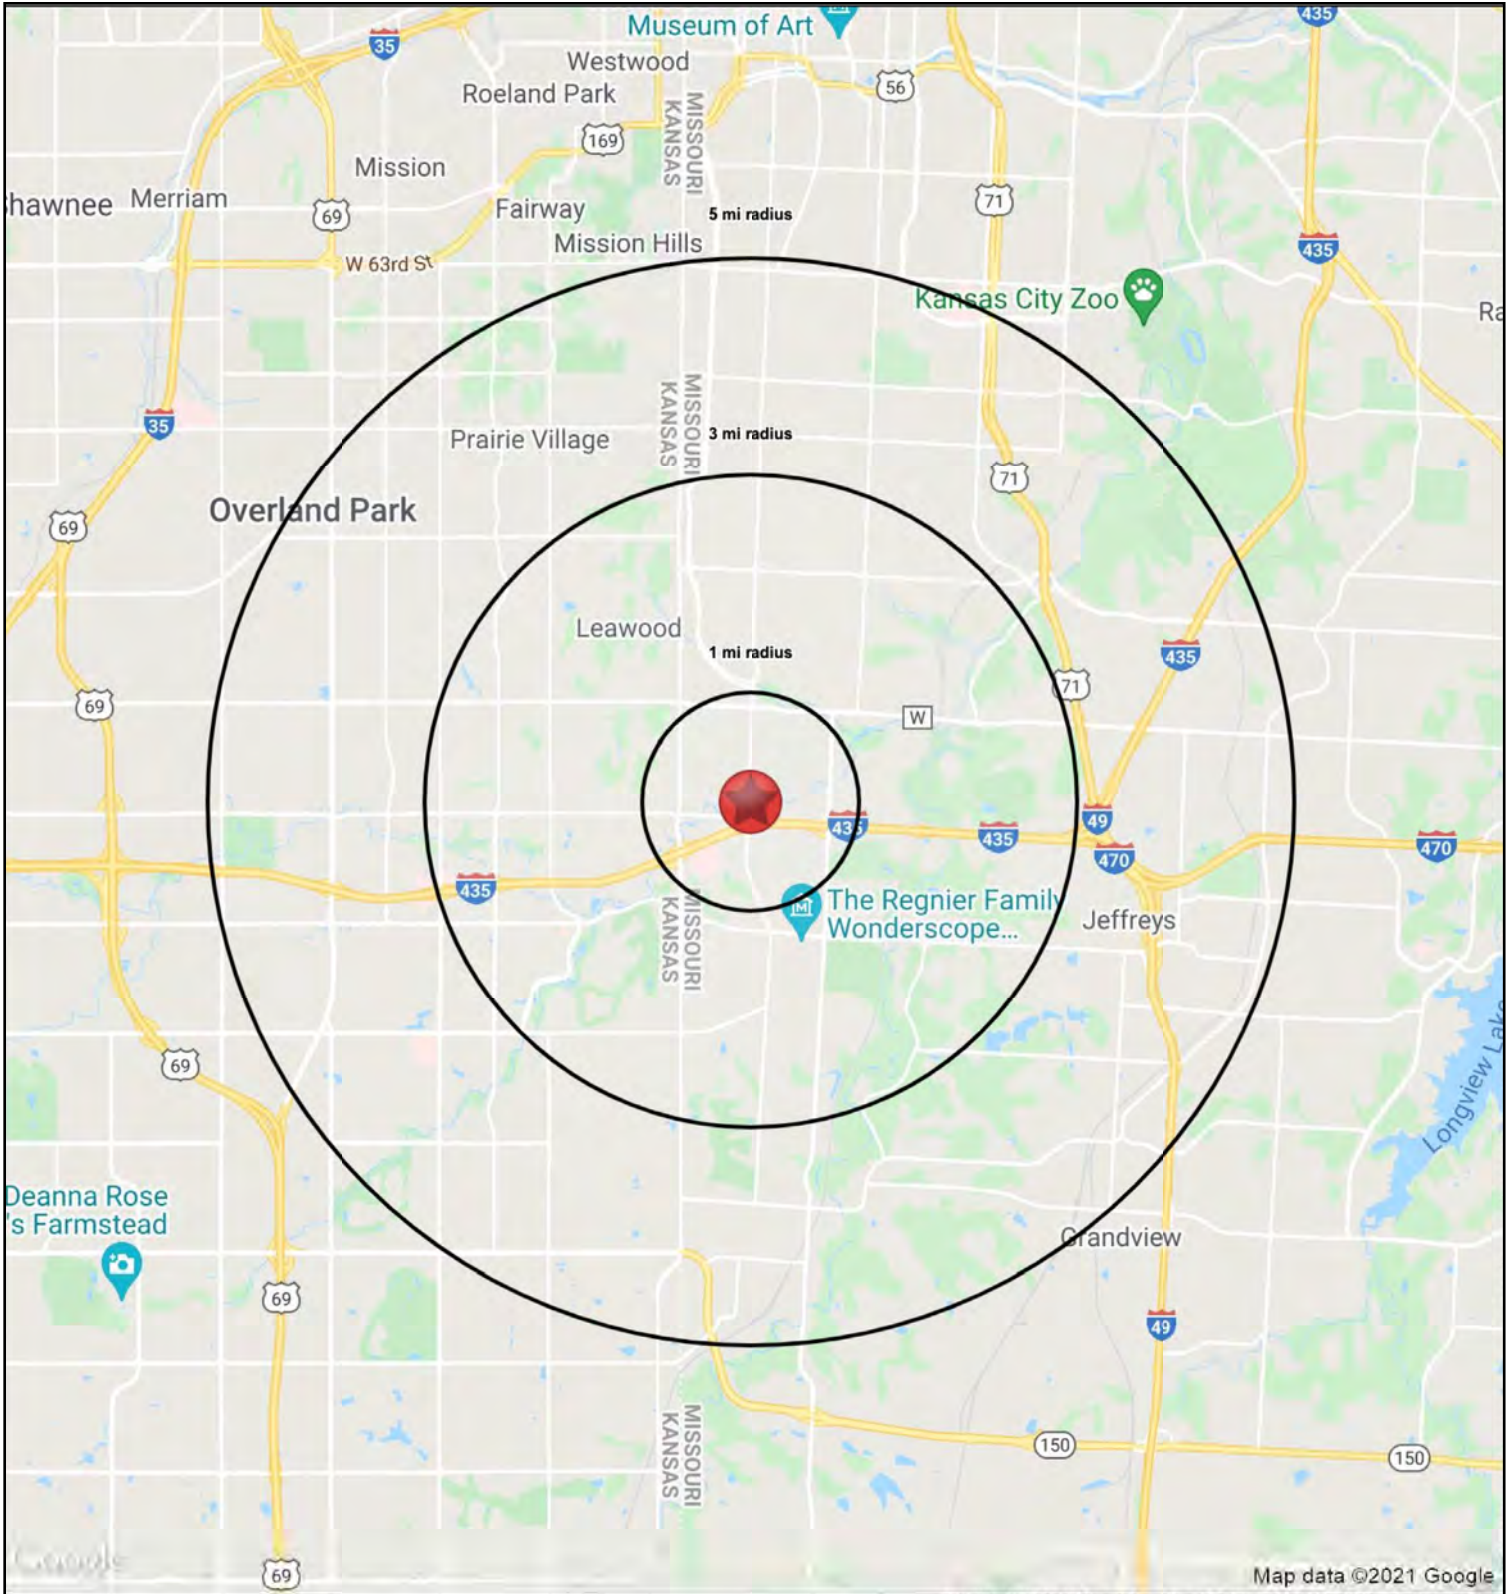 435
Museum of Art
35
Westwood
56
Roeland Park
MISSOURI
KANSAS
169
Mission
Merriam
hawnee
69
71
Fairway
5 mi radius
Mission Hills
435
W 63rd St
Kansas City Zoo
Ra
MISSOURI
KANSAS
35
3 mi radius
Prairie Village
71
Overland Park
69
Leawood
1 mi radius
435
71
69
W
49
435
435
470
470
435
MISSOURI
KANSAS
The Regnier Family
Wonderscope...
Jeffreys
69
Longview Lake
Deanna Rose
's Farmstead
Grandview
69
49
MISSOURI
KANSAS
150
150
Google
69
Map data ©2021 Google